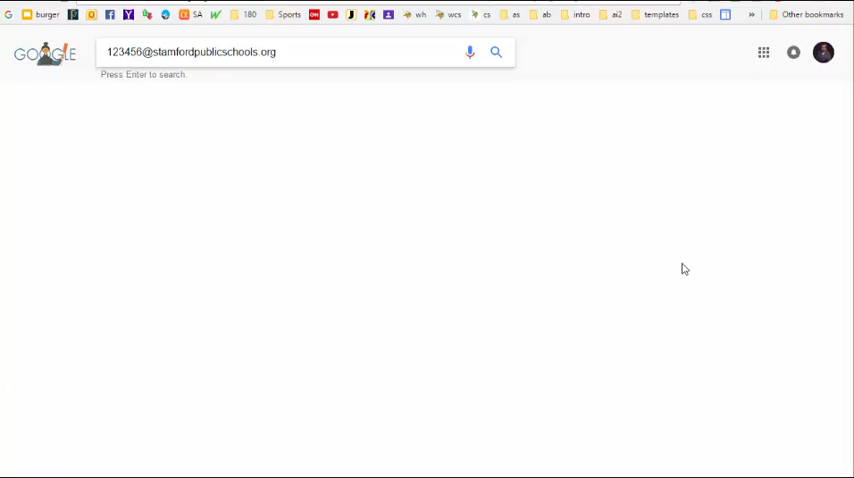 burger SA 180 Sports wh wcs cs as ab intro ai2 templates css » Other bookmarks
GOOGLE 123456@stamfordpublicschools.org
Press Enter to search.